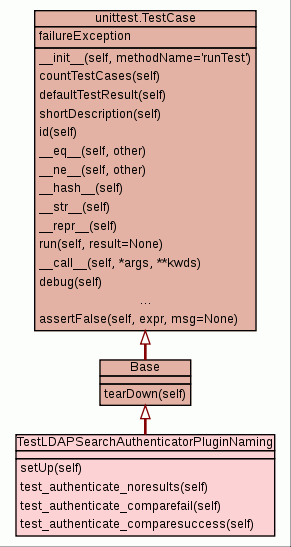 unittest.TestCase
failureException
__init__(self, methodName='runTest')
countTestCases(self)
defaultTestResult(self)
shortDescription(self)
id(self)
__eq__(self, other)
__ne__(self, other)
__hash__(self)
__str__(self)
__repr__(self)
run(self, result=None)
__call__(self, *args, **kwds)
debug(self)
...
assertFalse(self, expr, msg=None)
Base
tearDown(self)
TestLDAPSearchAuthenticatorPluginNaming
setUp(self)
test_authenticate_noresults(self)
test_authenticate_comparefail(self)
test_authenticate_comparesuccess(self)